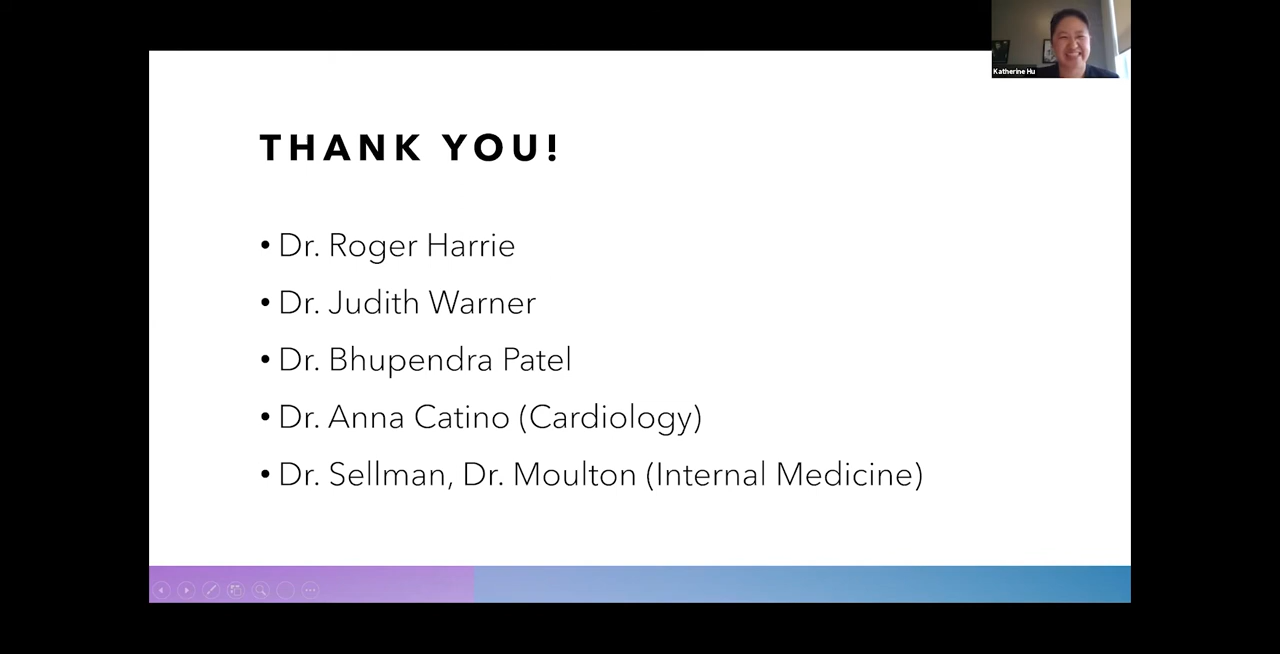 Katherine Hu
THANK YOU!
• Dr. Roger Harrie
• Dr. Judith Warner
• Dr. Bhupendra Patel
• Dr. Anna Catino (Cardiology)
• Dr. Sellman, Dr. Moulton (Internal Medicine)